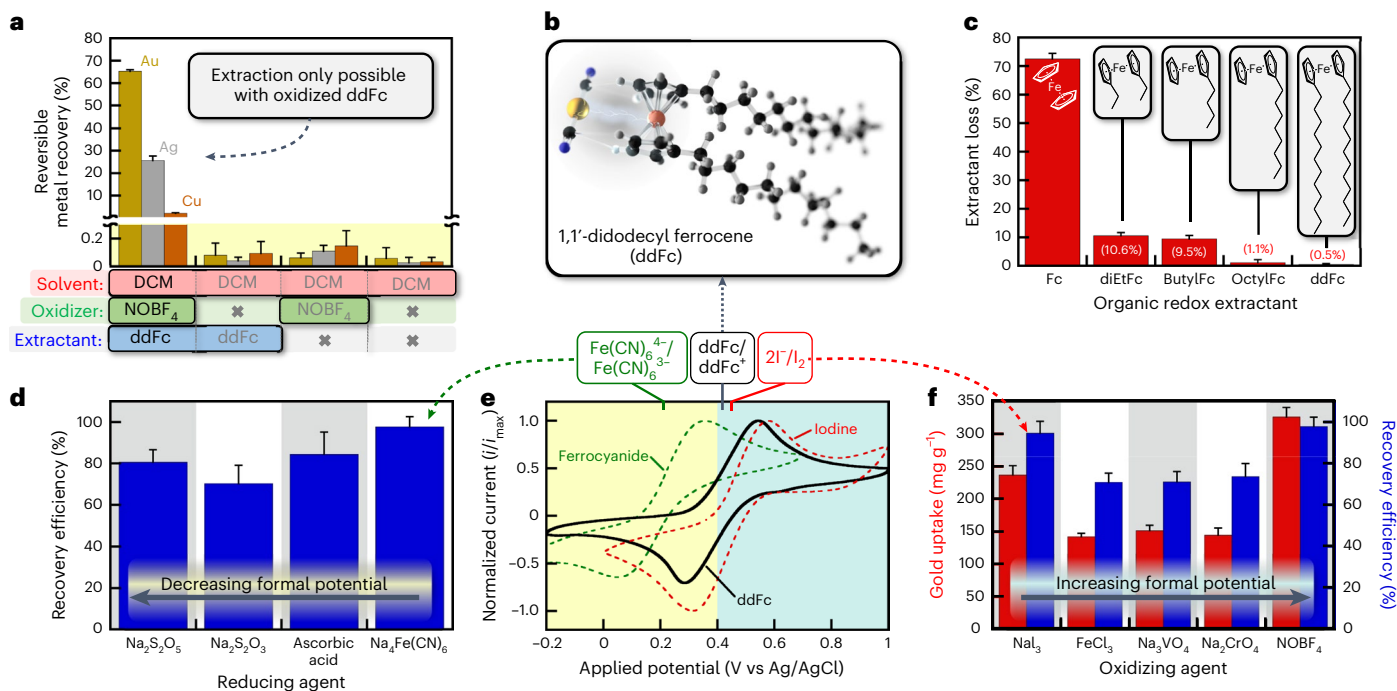 a
Reversible
metal recovery (%)
80
70
60
50
40
30
20
10
0.2
0
Au
Ag
Cu
Extraction only possible
with oxidized ddFc
Solvent: DCM DCM DCM DCM
Oxidizer: NOBF4 ✖ NOBF4 ✖
Extractant: ddFc ddFc ✖ ✖
b
1,1′-didodecyl ferrocene
(ddFc)
c
Extractant loss (%)
80
70
60
50
40
30
20
10
0
Fe
Fe
Fe
Fe
Fe
(10.6%)
(9.5%)
(1.1%)
(0.5%)
Fc diEtFc ButylFc OctylFc ddFc
Organic redox extractant
Fe(CN)6 4−/
Fe(CN)6 3−
ddFc/
ddFc+
2I−/I2
d
Recovery efficiency (%)
100
80
60
40
20
0
Decreasing formal potential
Na2S2O5 Na2S2O3 Ascorbic acid Na4Fe(CN)6
Reducing agent
e
Normalized current (i/imax)
1.0
0.5
0
−0.5
−1.0
Ferrocyanide
Iodine
ddFc
−0.2 0 0.2 0.4 0.6 0.8 1
Applied potential (V vs Ag/AgCl)
f
Gold uptake (mg g−1)
350
300
250
200
150
100
50
0
Increasing formal potential
100
80
60
40
20
0
Recovery efficiency (%)
NaI3 FeCl3 Na3VO4 Na2CrO4 NOBF4
Oxidizing agent